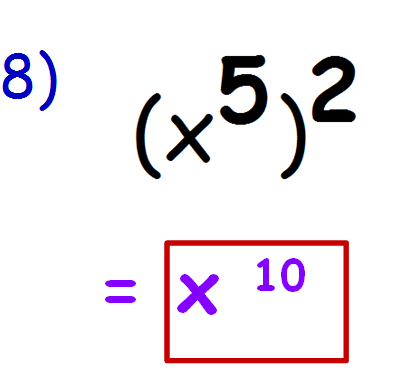 8) (x⁵)²
= x¹⁰